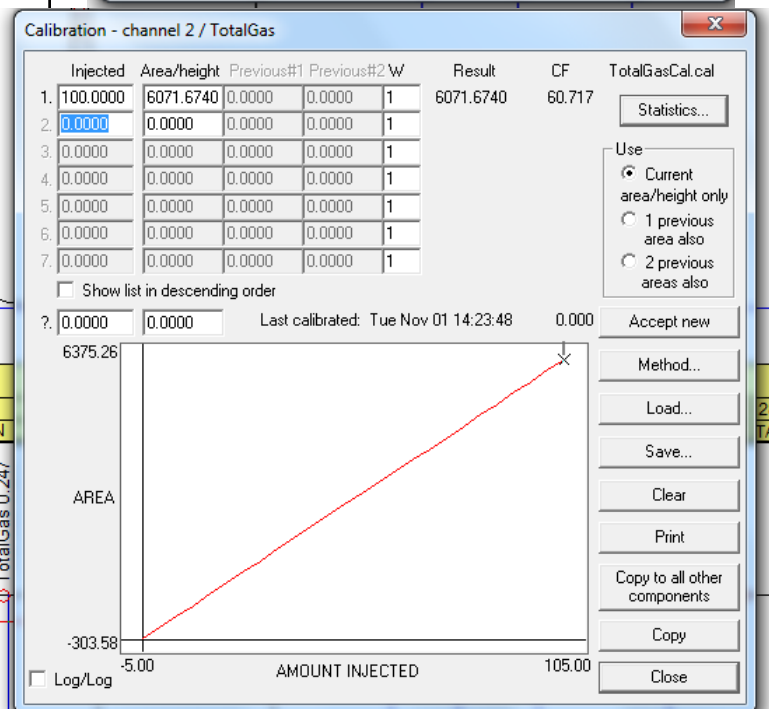 Calibration - channel 2 / TotalGas
Injected Area/height Previous#1 Previous#2 W Result CF TotalGasCal.cal
1. 100.0000 6071.6740 0.0000 0.0000 1 6071.6740 60.717
Statistics...
2. 0.0000 0.0000 0.0000 0.0000 1
3. 0.0000 0.0000 0.0000 0.0000 1
4. 0.0000 0.0000 0.0000 0.0000 1
5. 0.0000 0.0000 0.0000 0.0000 1
6. 0.0000 0.0000 0.0000 0.0000 1
7. 0.0000 0.0000 0.0000 0.0000 1
Use
Current
area/height only
1 previous
area also
2 previous
areas also
Show list in descending order
?. 0.0000 0.0000 Last calibrated: Tue Nov 01 14:23:48 0.000
Accept new
Method...
Load...
Save...
Clear
Print
Copy to all other
components
Copy
Close
6375.26
AREA
-303.58
-5.00 AMOUNT INJECTED 105.00
Log/Log
TotalGas 0.247